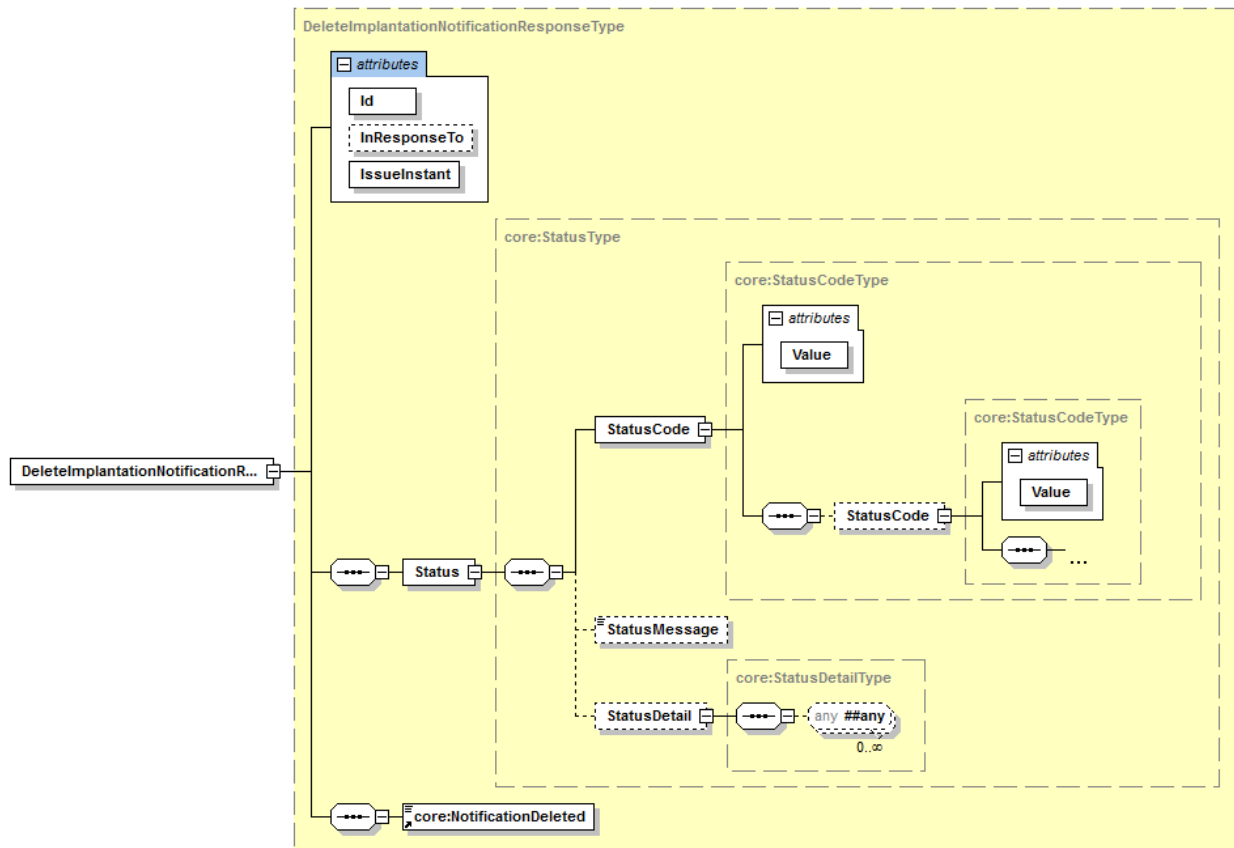 DeleteImplantationNotificationResponseType
attributes
Id
InResponseTo
IssueInstant
core:StatusType
core:StatusCodeType
attributes
Value
StatusCode
core:StatusCodeType
attributes
Value
StatusCode
...
DeleteImplantationNotificationR...
Status
StatusMessage
core:StatusDetailType
StatusDetail
any ##any
0..∞
core:NotificationDeleted